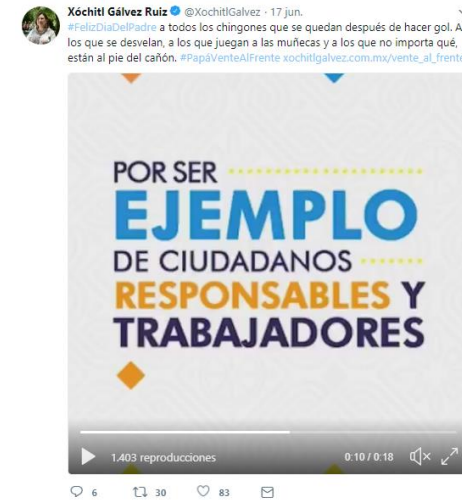 Xóchitl Gálvez Ruiz @XochitlGalvez · 17 jun.
#FelizDiaDelPadre a todos los chingones que se quedan después de hacer gol. A
los que se desvelan, a los que juegan a las muñecas y a los que no importa qué,
están al pie del cañón. #PapáVenteAlFrente xochitlgalvez.com.mx/vente_al_frente
POR SER
EJEMPLO
DE CIUDADANOS
RESPONSABLES Y
TRABAJADORES
1.403 reproducciones 0:10 / 0:18
6 30 83